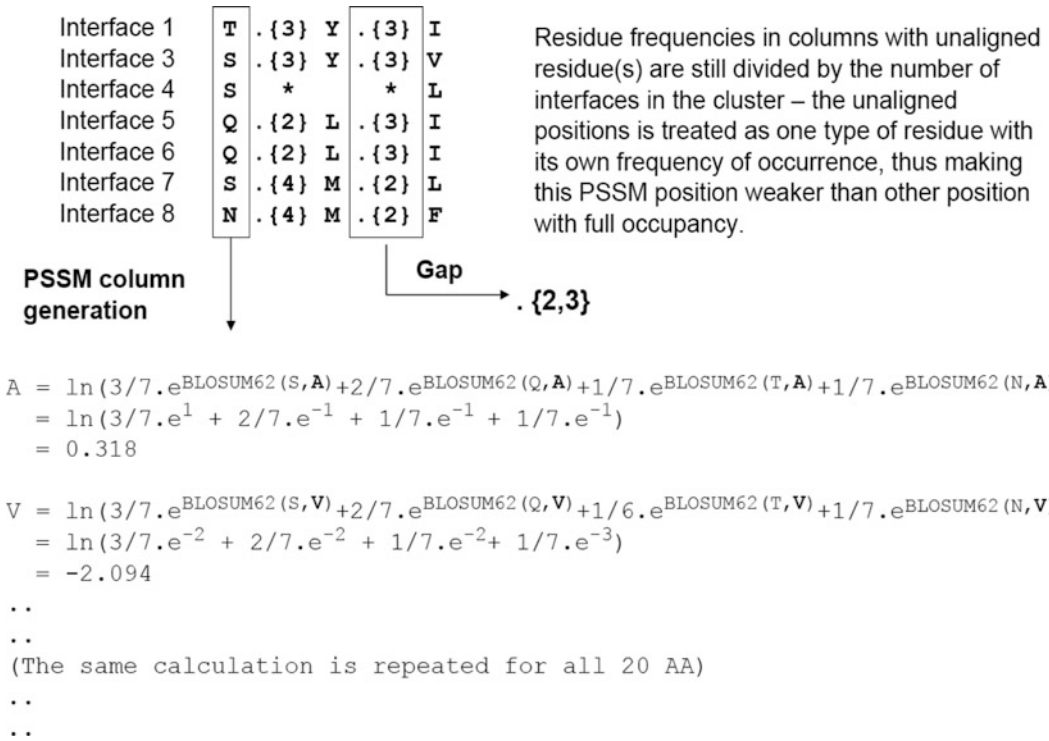 Interface 1 T .{3} Y .{3} I
Interface 3 S .{3} Y .{3} V
Interface 4 S * * L
Interface 5 Q .{2} L .{3} I
Interface 6 Q .{2} L .{3} I
Interface 7 S .{4} M .{2} L
Interface 8 N .{4} M .{2} F
Residue frequencies in columns with unaligned
residue(s) are still divided by the number of
interfaces in the cluster – the unaligned
positions is treated as one type of residue with
its own frequency of occurrence, thus making
this PSSM position weaker than other position
with full occupancy.
PSSM column
generation
Gap
. {2,3}
A = ln(3/7.e^BLOSUM62(S,A)+2/7.e^BLOSUM62(Q,A)+1/7.e^BLOSUM62(T,A)+1/7.e^BLOSUM62(N,A
= ln(3/7.e^1 + 2/7.e^-1 + 1/7.e^-1 + 1/7.e^-1)
= 0.318
V = ln(3/7.e^BLOSUM62(S,V)+2/7.e^BLOSUM62(Q,V)+1/6.e^BLOSUM62(T,V)+1/7.e^BLOSUM62(N,V
= ln(3/7.e^-2 + 2/7.e^-2 + 1/7.e^-2+ 1/7.e^-3)
= -2.094
..
..
(The same calculation is repeated for all 20 AA)
..
..